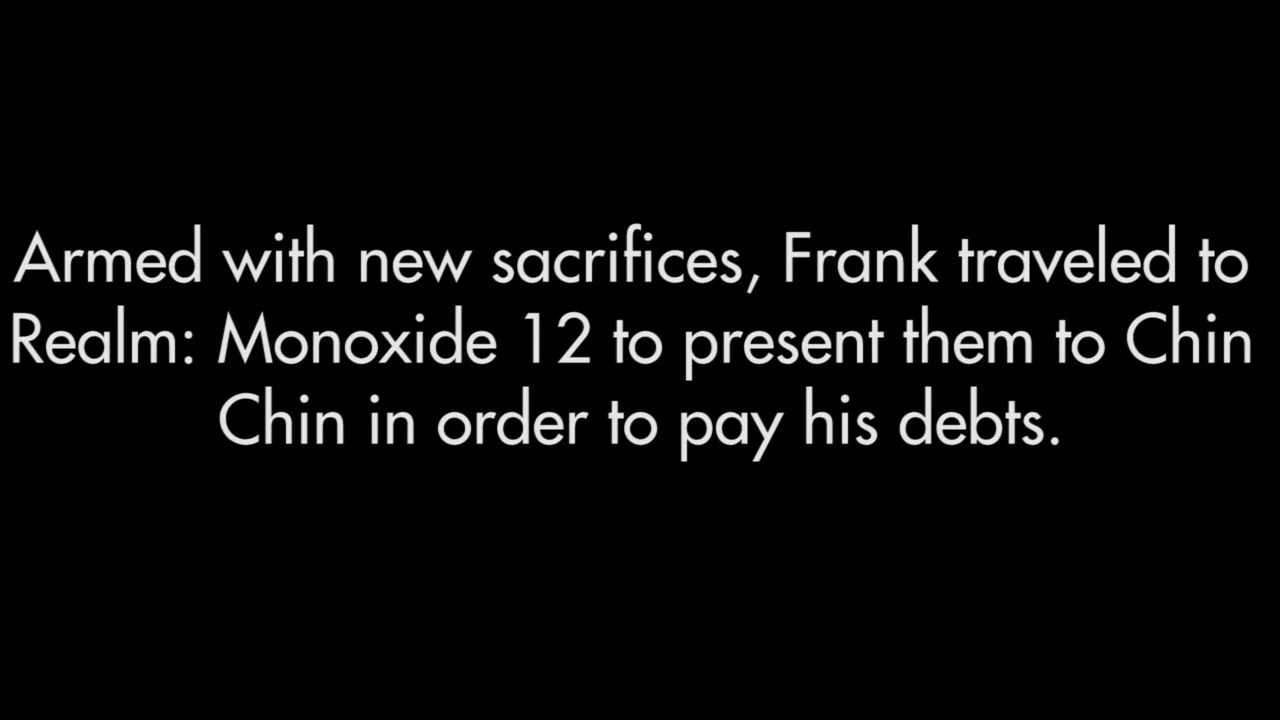 Armed with new sacrifices, Frank traveled to
Realm: Monoxide 12 to present them to Chin
Chin in order to pay his debts.